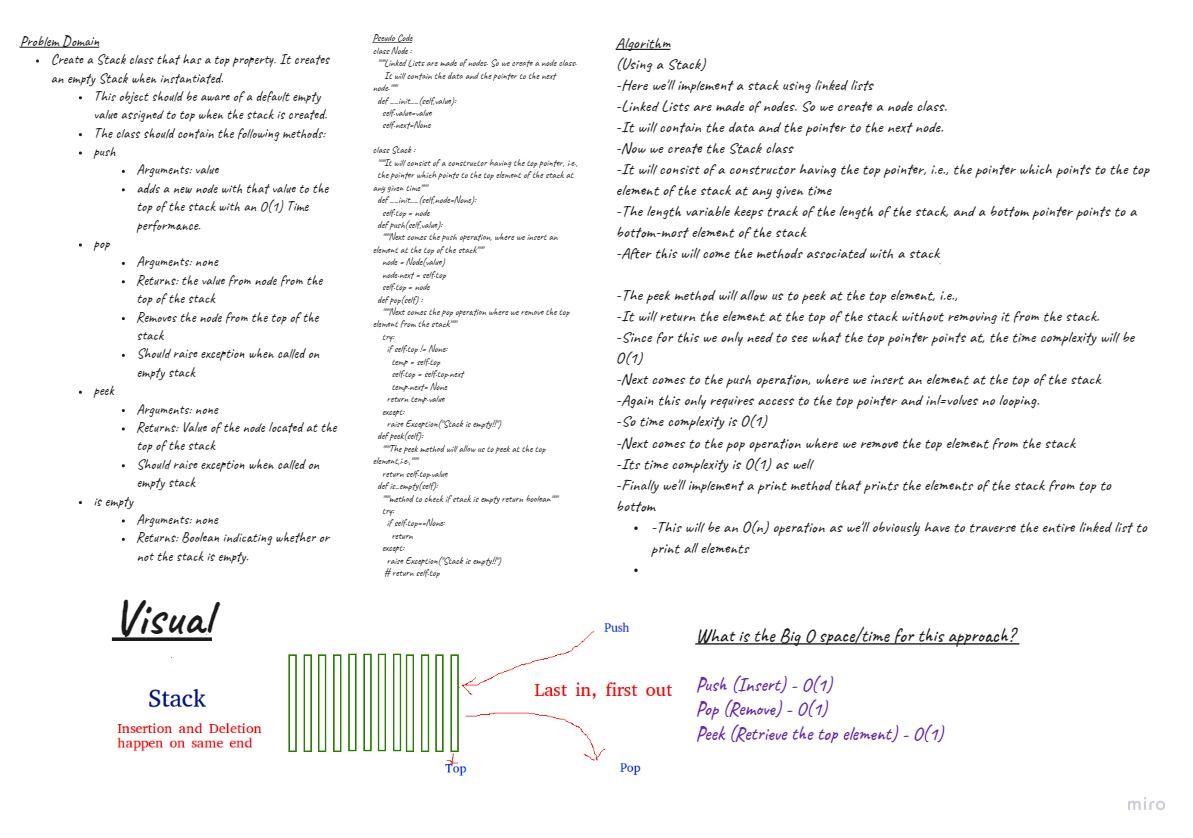 Problem Domain
Create a Stack class that has a top property. It creates
an empty Stack when instantiated.
This object should be aware of a default empty
value assigned to top when the stack is created.
The class should contain the following methods:
push
Arguments: value
adds a new node with that value to the
top of the stack with an O(1) Time
performance.
pop
Arguments: none
Returns: the value from node from the
top of the stack
Removes the node from the top of the
stack
Should raise exception when called on
empty stack
peek
Arguments: none
Returns: Value of the node located at the
top of the stack
Should raise exception when called on
empty stack
is empty
Arguments: none
Returns: Boolean indicating whether or
not the stack is empty.
Pseudo Code
class Node :
"""Linked Lists are made of nodes. So we create a node class.
It will contain the data and the pointer to the next
node."""
def __init__(self,value):
self.value=value
self.next=None
class Stack :
"""It will consist of a constructor having the top pointer, i.e.,
the pointer which points to the top element of the stack at
any given time"""
def __init__(self,node=None):
self.top = node
def push(self,value):
"""Next comes the push operation, where we insert an
element at the top of the stack"""
node = Node(value)
node.next = self.top
self.top = node
def pop(self) :
"""Next comes the pop operation where we remove the top
element from the stack"""
try:
if self.top != None:
temp = self.top
self.top = self.top.next
temp.next= None
return temp.value
except:
raise Exception("Stack is empty!!")
def peek(self):
"""The peek method will allow us to peek at the top
element,i.e.,"""
return self.top.value
def is_empty(self):
"""method to check if stack is empty return boolean"""
try:
if self.top==None:
return
except:
raise Exception("Stack is empty!!")
# return self.top
Algorithm
(Using a Stack)
-Here we'll implement a stack using linked lists
-Linked Lists are made of nodes. So we create a node class.
-It will contain the data and the pointer to the next node.
-Now we create the Stack class
-It will consist of a constructor having the top pointer, i.e., the pointer which points to the top
element of the stack at any given time
-The length variable keeps track of the length of the stack, and a bottom pointer points to a
bottom-most element of the stack
-After this will come the methods associated with a stack
-The peek method will allow us to peek at the top element, i.e.,
-It will return the element at the top of the stack without removing it from the stack.
-Since for this we only need to see what the top pointer points at, the time complexity will be
O(1)
-Next comes to the push operation, where we insert an element at the top of the stack
-Again this only requires access to the top pointer and inl=volves no looping.
-So time complexity is O(1)
-Next comes to the pop operation where we remove the top element from the stack
-Its time complexity is O(1) as well
-Finally we'll implement a print method that prints the elements of the stack from top to
bottom
-This will be an O(n) operation as we'll obviously have to traverse the entire linked list to
print all elements
Visual
Stack
Insertion and Deletion
happen on same end
Push
Last in, first out
Top
Pop
What is the Big O space/time for this approach?
Push (Insert) - O(1)
Pop (Remove) - O(1)
Peek (Retrieve the top element) - O(1)
miro